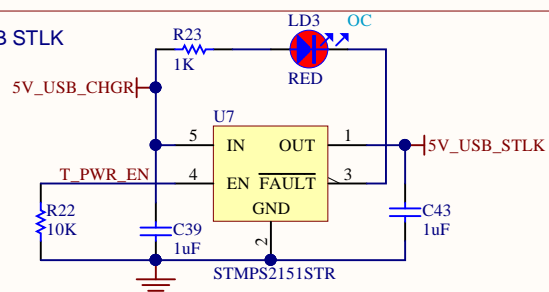 B STLK
R23
1K
LD3
OC
RED
5V_USB_CHGR
U7
5
IN
OUT
1
5V_USB_STLK
T_PWR_EN
4
EN
FAULT
3
GND
2
R22
10K
C39
1uF
C43
1uF
STMPS2151STR